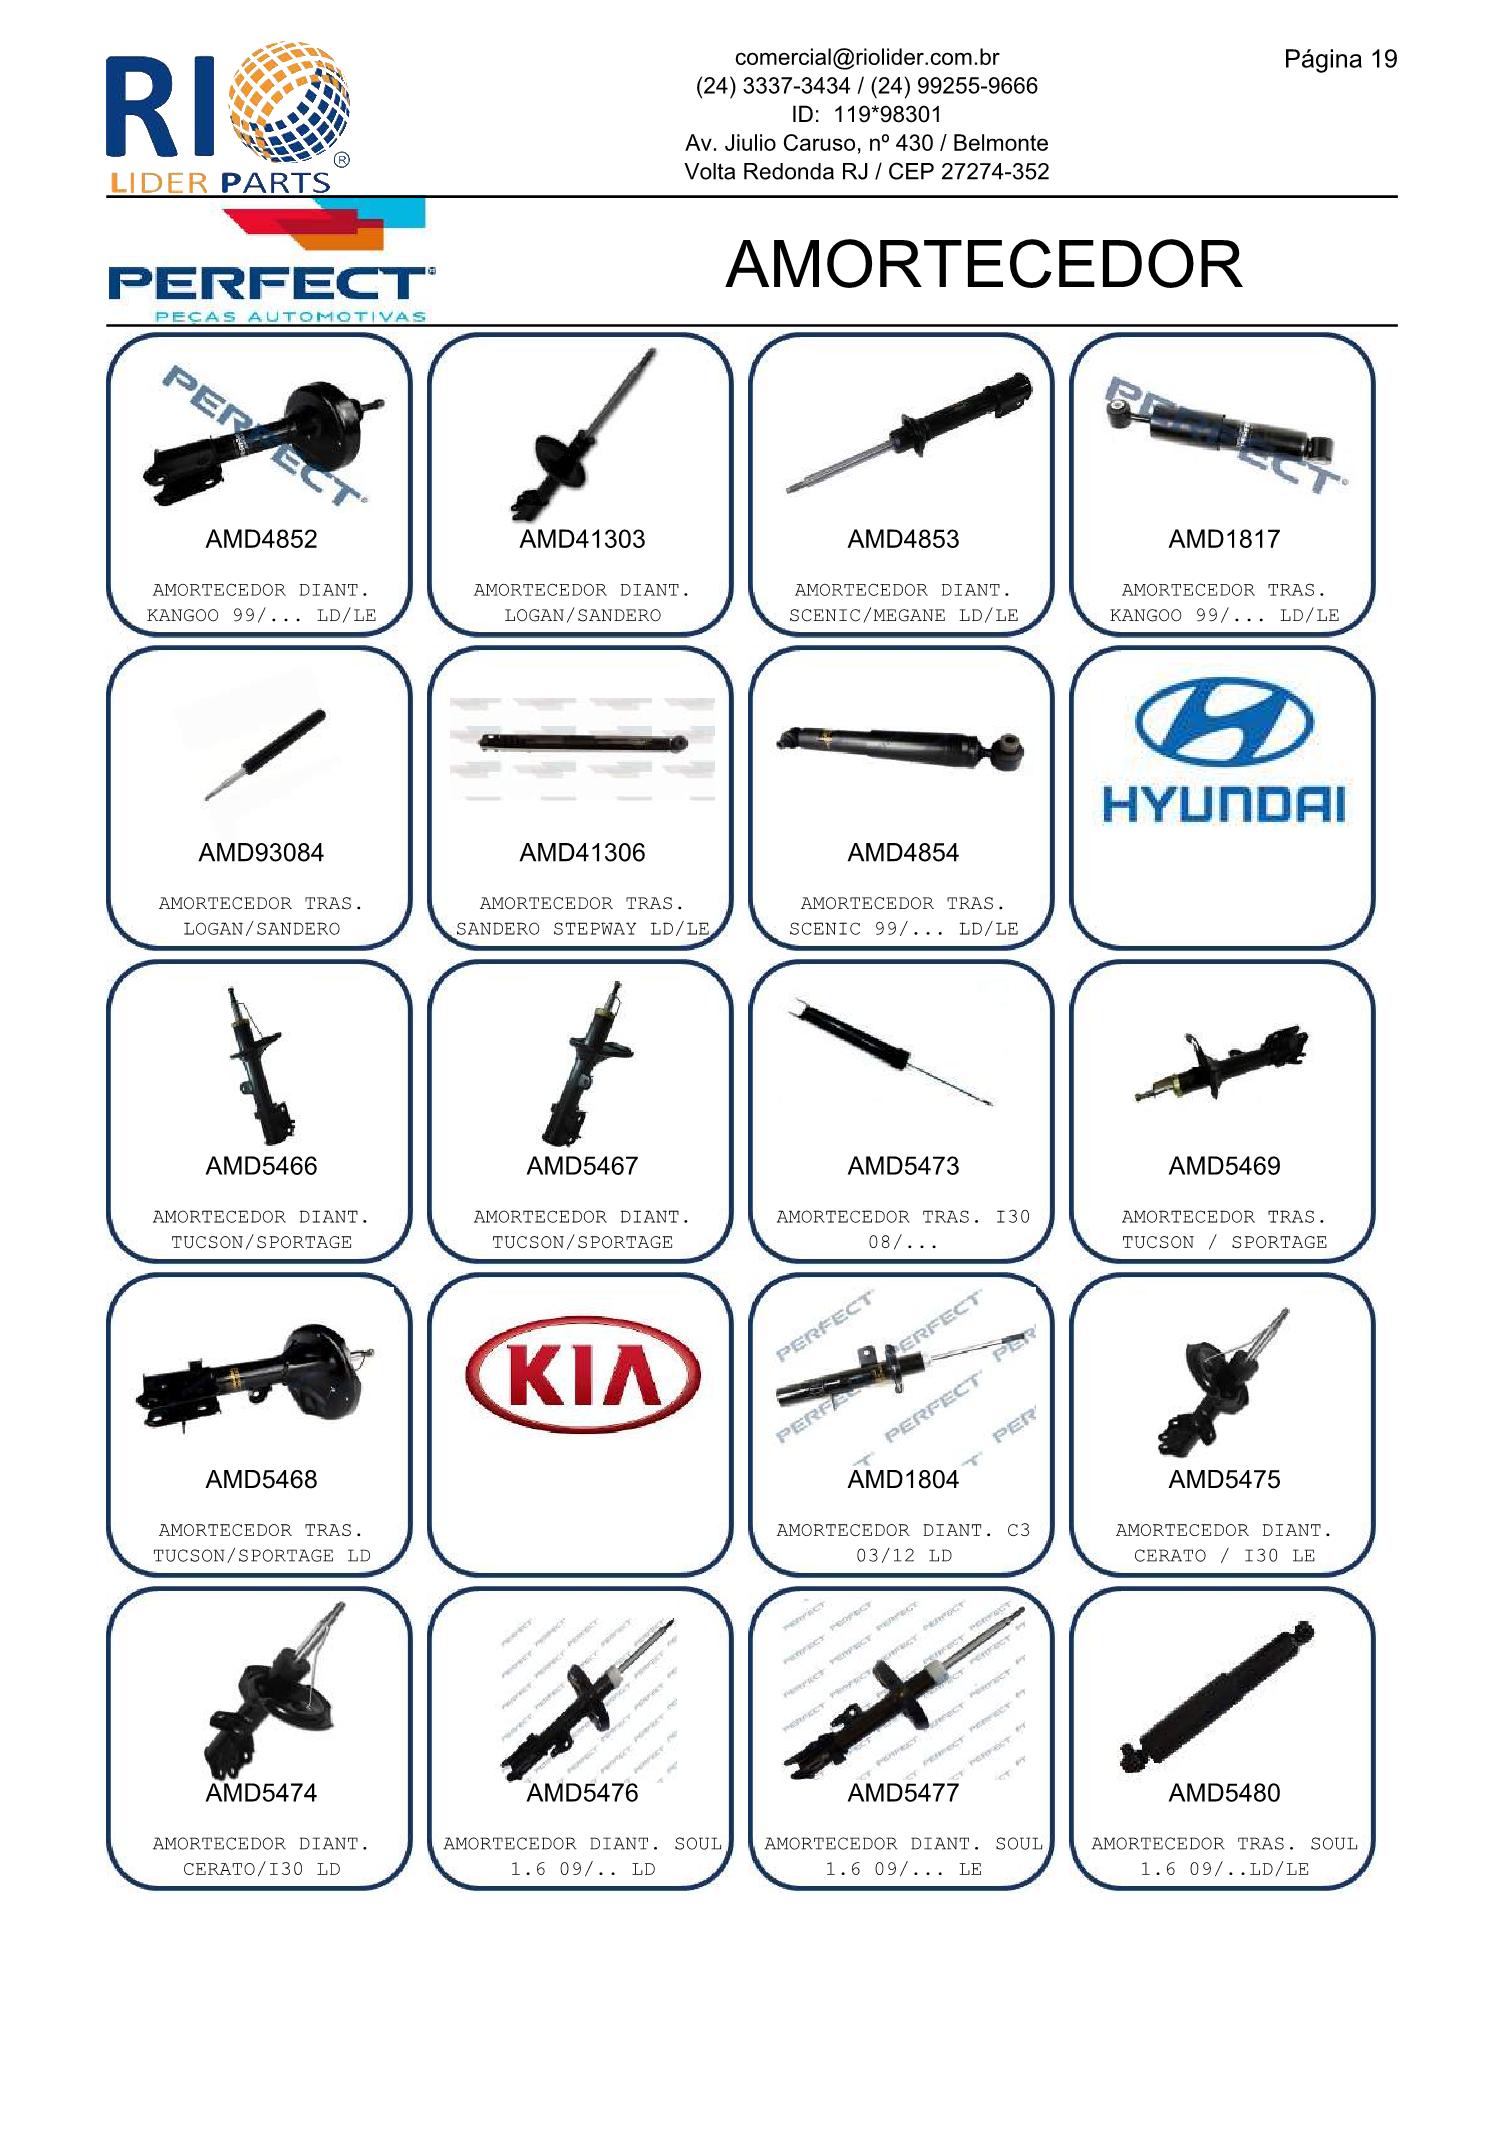 RIO
®
LIDER PARTS
comercial@riolider.com.br
(24) 3337-3434 / (24) 99255-9666
ID: 119*98301
Av. Jiulio Caruso, nº 430 / Belmonte
Volta Redonda RJ / CEP 27274-352
Página 19
PERFECT
PEÇAS AUTOMOTIVAS
AMORTECEDOR
PERFECT
AMD4852
AMORTECEDOR DIANT.
KANGOO 99/... LD/LE
AMD41303
AMORTECEDOR DIANT.
LOGAN/SANDERO
AMD4853
AMORTECEDOR DIANT.
SCENIC/MEGANE LD/LE
PERFECT
AMD1817
AMORTECEDOR TRAS.
KANGOO 99/... LD/LE
AMD93084
AMORTECEDOR TRAS.
LOGAN/SANDERO
AMD41306
AMORTECEDOR TRAS.
SANDERO STEPWAY LD/LE
AMD4854
AMORTECEDOR TRAS.
SCENIC 99/... LD/LE
HYUNDAI
AMD5466
AMORTECEDOR DIANT.
TUCSON/SPORTAGE
AMD5467
AMORTECEDOR DIANT.
TUCSON/SPORTAGE
AMD5473
AMORTECEDOR TRAS. I30
08/...
AMD5469
AMORTECEDOR TRAS.
TUCSON / SPORTAGE
AMD5468
AMORTECEDOR TRAS.
TUCSON/SPORTAGE LD
KIA
PERFECT
AMD1804
AMORTECEDOR DIANT. C3
03/12 LD
AMD5475
AMORTECEDOR DIANT.
CERATO / I30 LE
AMD5474
AMORTECEDOR DIANT.
CERATO/I30 LD
PERFECT
AMD5476
AMORTECEDOR DIANT. SOUL
1.6 09/.. LD
PERFECT
AMD5477
AMORTECEDOR DIANT. SOUL
1.6 09/... LE
AMD5480
AMORTECEDOR TRAS. SOUL
1.6 09/..LD/LE